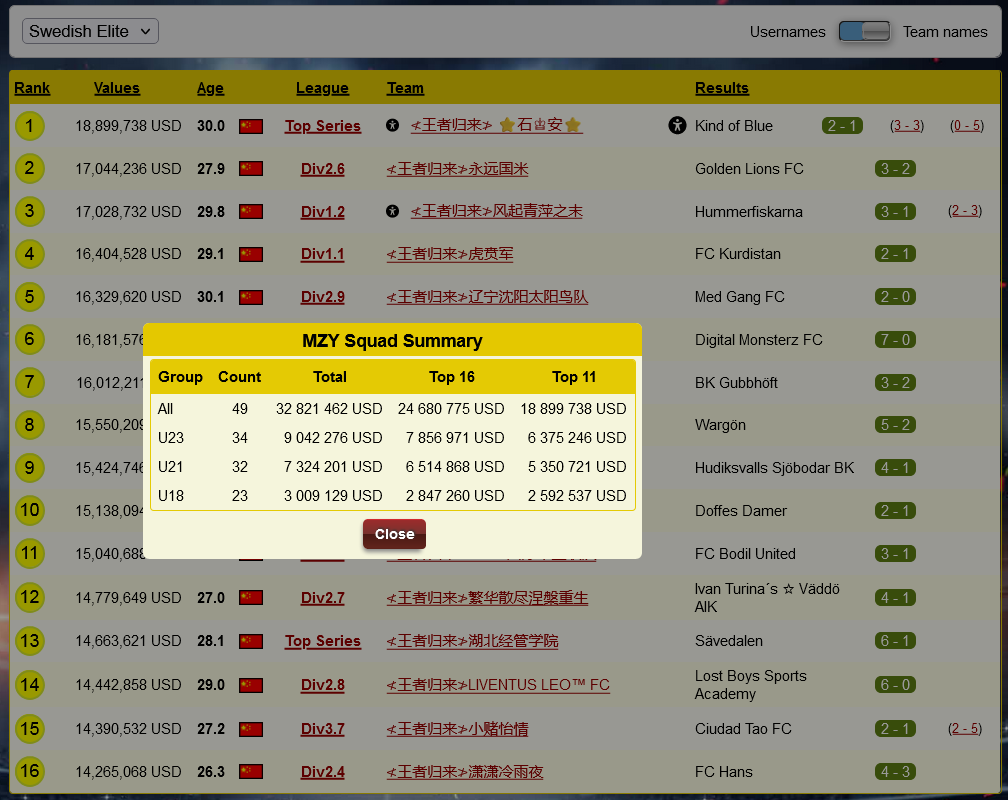 Swedish Elite
Usernames Team names
Rank Values Age League Team Results
1 18,899,738 USD 30.0 Top Series ≮王者归来≯ ⭐石♔安⭐ Kind of Blue 2 - 1 (3 - 3) (0 - 5)
2 17,044,236 USD 27.9 Div2.6 ≮王者归来≯永远国米 Golden Lions FC 3 - 2
3 17,028,732 USD 29.8 Div1.2 ≮王者归来≯风起青萍之末 Hummerfiskarna 3 - 1 (2 - 3)
4 16,404,528 USD 29.1 Div1.1 ≮王者归来≯虎贲军 FC Kurdistan 2 - 1
5 16,329,620 USD 30.1 Div2.9 ≮王者归来≯辽宁沈阳太阳鸟队 Med Gang FC 2 - 0
6 16,181,576 Digital Monsterz FC 7 - 0
7 16,012,211 BK Gubbhöft 3 - 2
8 15,550,209 Wargön 5 - 2
9 15,424,746 Hudiksvalls Sjöbodar BK 4 - 1
10 15,138,094 Doffes Damer 2 - 1
11 15,040,688 FC Bodil United 3 - 1
MZY Squad Summary
Group Count Total Top 16 Top 11
All 49 32 821 462 USD 24 680 775 USD 18 899 738 USD
U23 34 9 042 276 USD 7 856 971 USD 6 375 246 USD
U21 32 7 324 201 USD 6 514 868 USD 5 350 721 USD
U18 23 3 009 129 USD 2 847 260 USD 2 592 537 USD
Close
12 14,779,649 USD 27.0 Div2.7 ≮王者归来≯繁华散尽涅槃重生 Ivan Turina´s ☆ Väddö
AIK 4 - 1
13 14,663,621 USD 28.1 Top Series ≮王者归来≯湖北经管学院 Sävedalen 6 - 1
14 14,442,858 USD 29.0 Div2.8 ≮王者归来≯LIVENTUS LEO™ FC Lost Boys Sports
Academy 6 - 0
15 14,390,532 USD 27.2 Div3.7 ≮王者归来≯小赌怡情 Ciudad Tao FC 2 - 1 (2 - 5)
16 14,265,068 USD 26.3 Div2.4 ≮王者归来≯潇潇冷雨夜 FC Hans 4 - 3